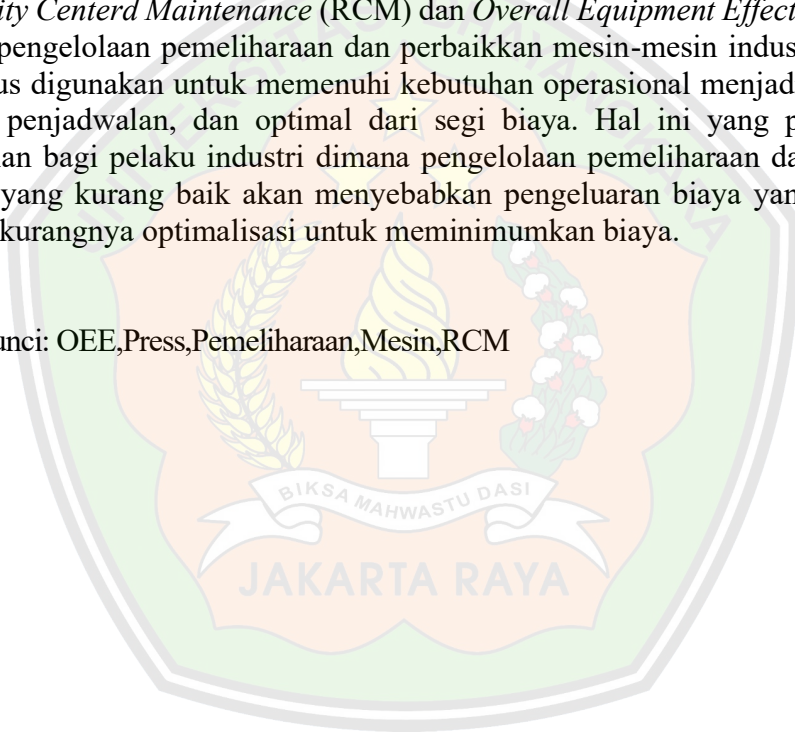 ity Centerd Maintenance (RCM) dan Overall Equipment Effect
pengelolaan pemeliharaan dan perbaikkan mesin-mesin indus
us digunakan untuk memenuhi kebutuhan operasional menjad
penjadwalan, dan optimal dari segi biaya. Hal ini yang p
an bagi pelaku industri dimana pengelolaan pemeliharaan da
yang kurang baik akan menyebabkan pengeluaran biaya yan
kurangnya optimalisasi untuk meminimumkan biaya.
unci: OEE,Press,Pemeliharaan,Mesin,RCM
UNIVERSITAS BHAYANGKARA
BIKSA MAHWASTU DASI
JAKARTA RAYA